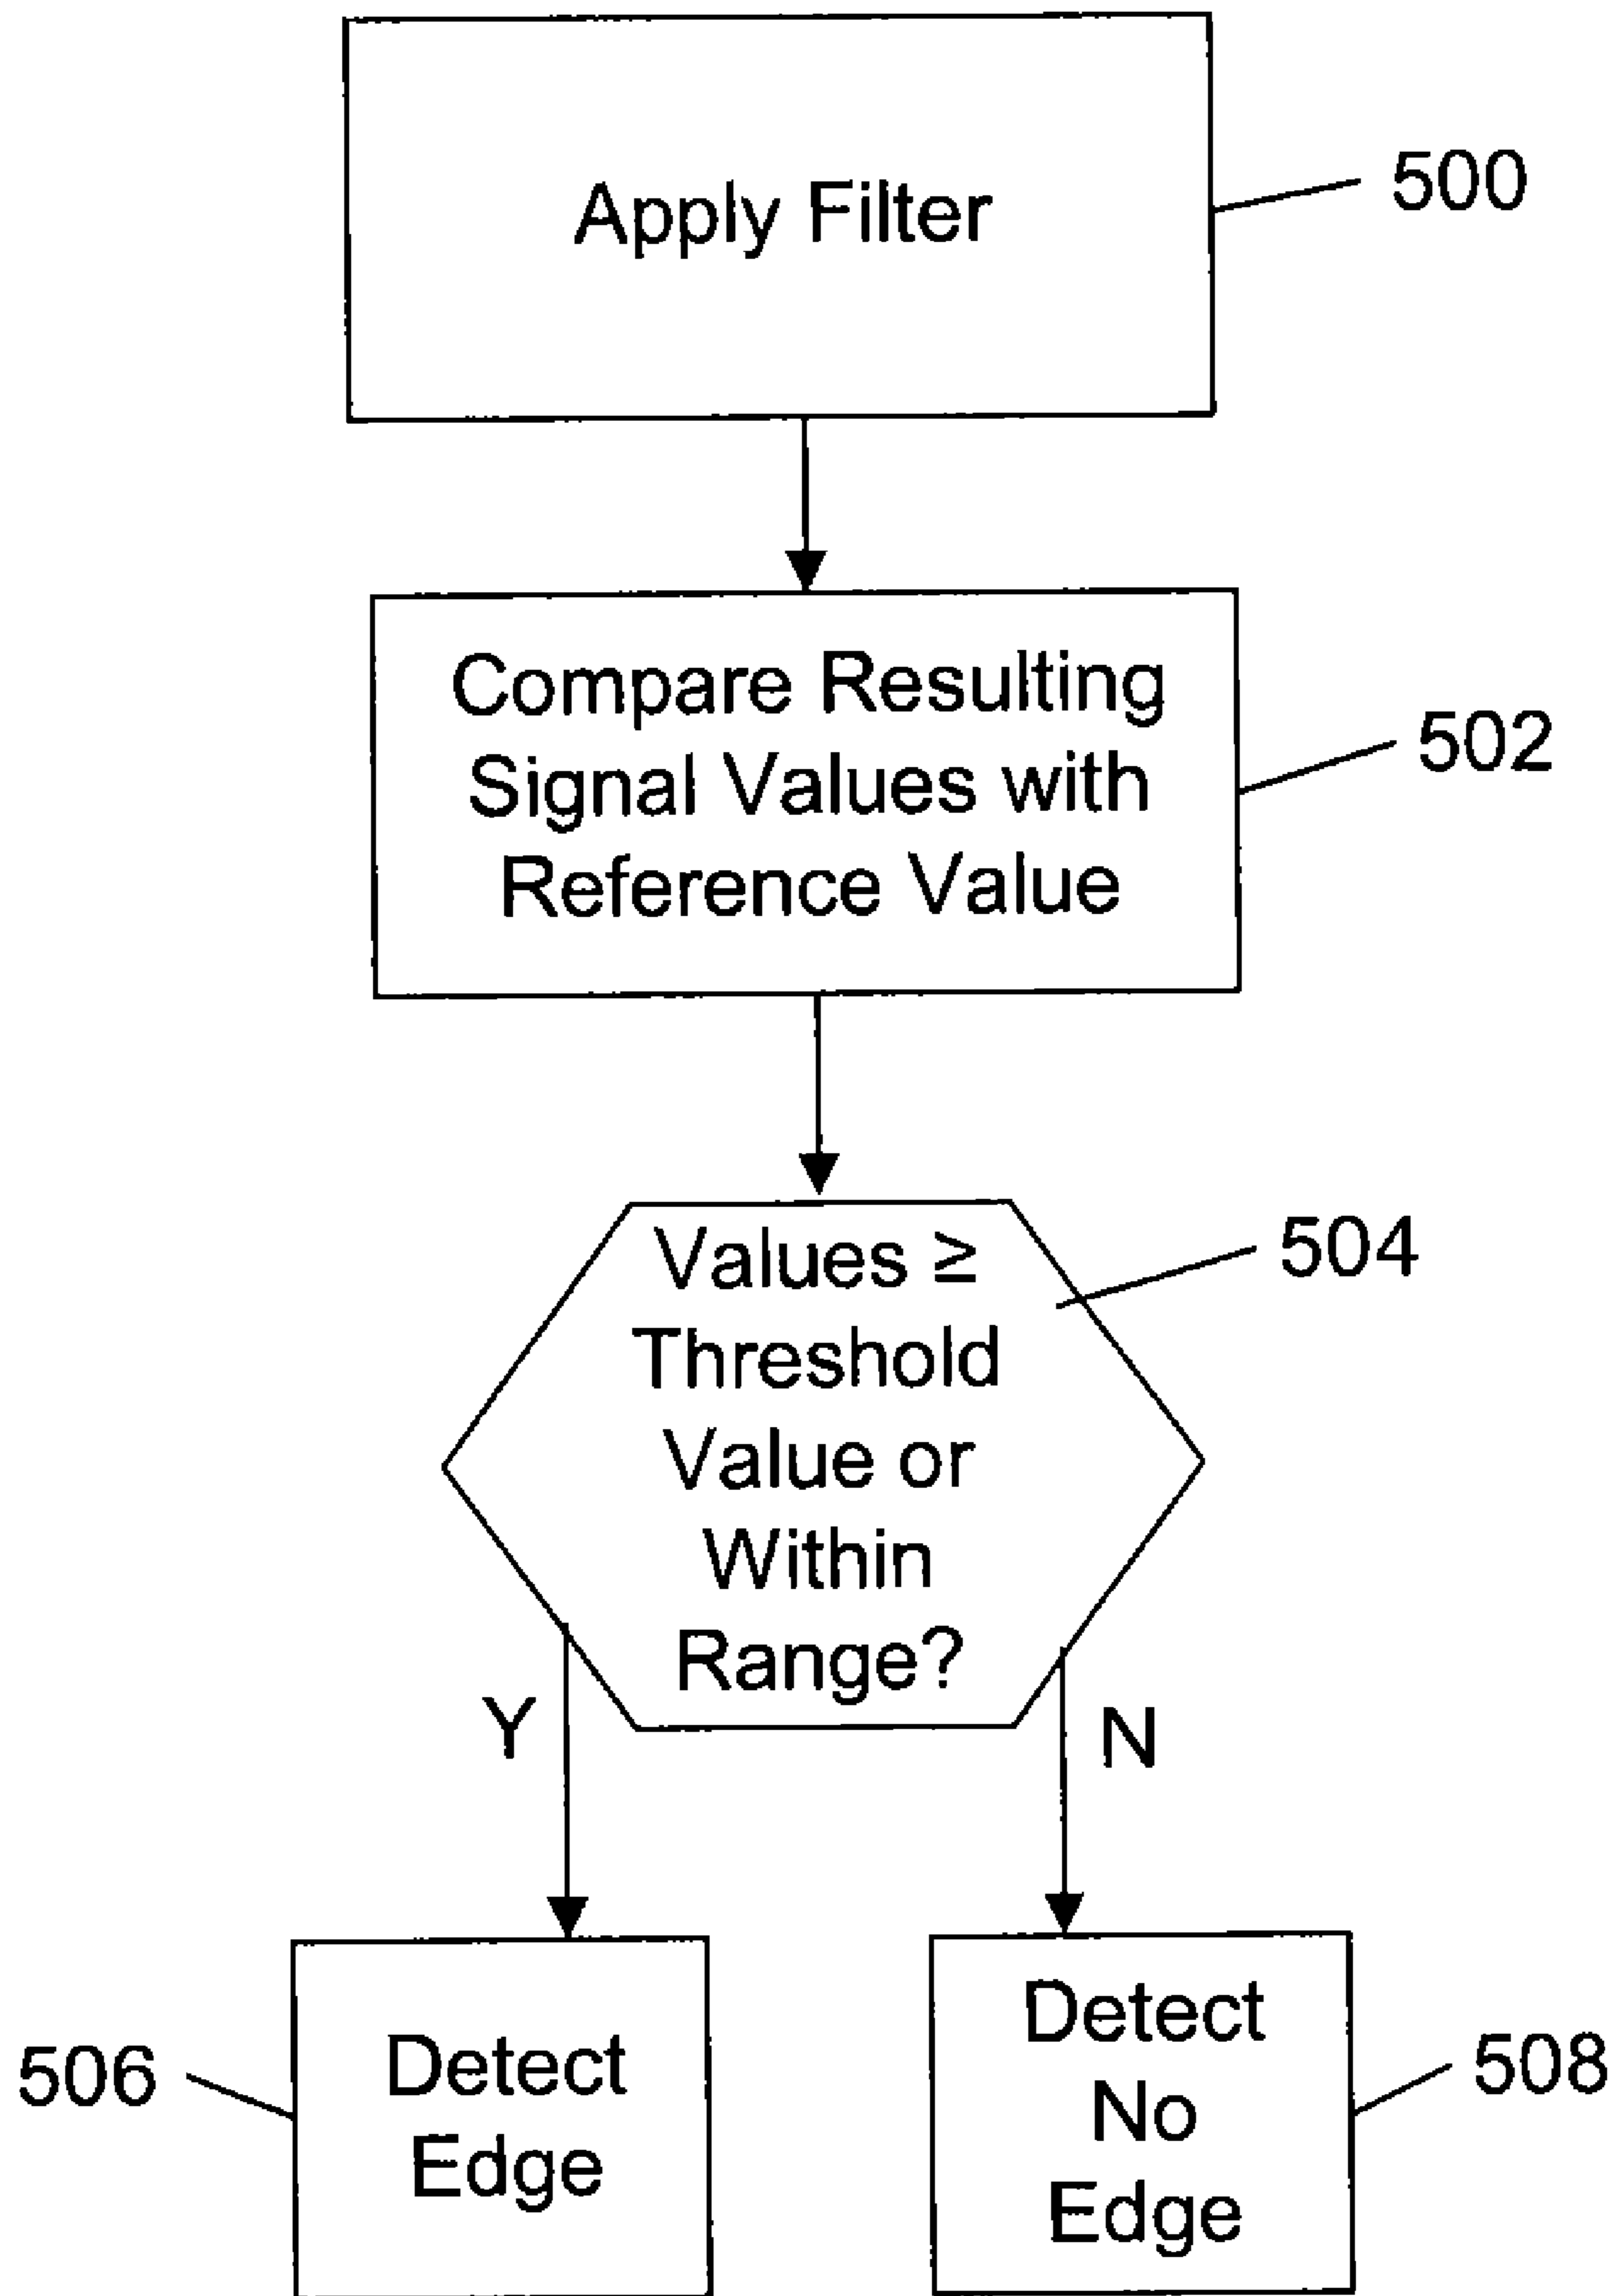 Apply Filter
500
Compare Resulting
Signal Values with
Reference Value
502
Values ≥
Threshold
Value or
Within
Range?
504
Y
N
Detect
Edge
506
Detect
No
Edge
508